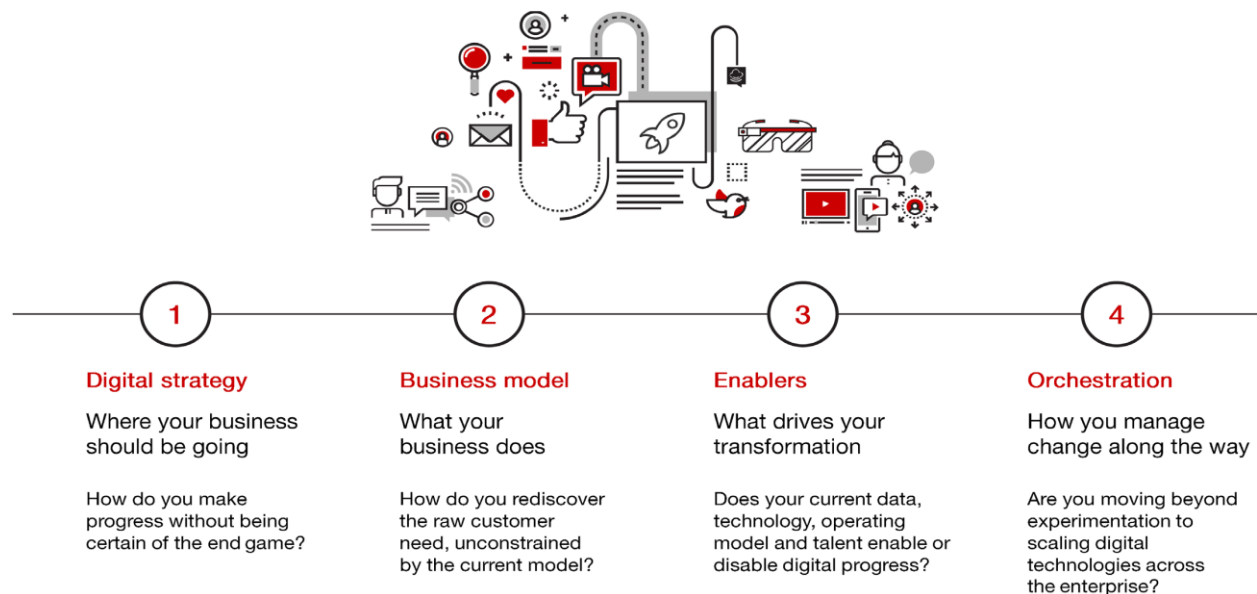 1
Digital strategy
Where your business
should be going
How do you make
progress without being
certain of the end game?
2
Business model
What your
business does
How do you rediscover
the raw customer
need, unconstrained
by the current model?
3
Enablers
What drives your
transformation
Does your current data,
technology, operating
model and talent enable or
disable digital progress?
4
Orchestration
How you manage
change along the way
Are you moving beyond
experimentation to
scaling digital
technologies across
the enterprise?